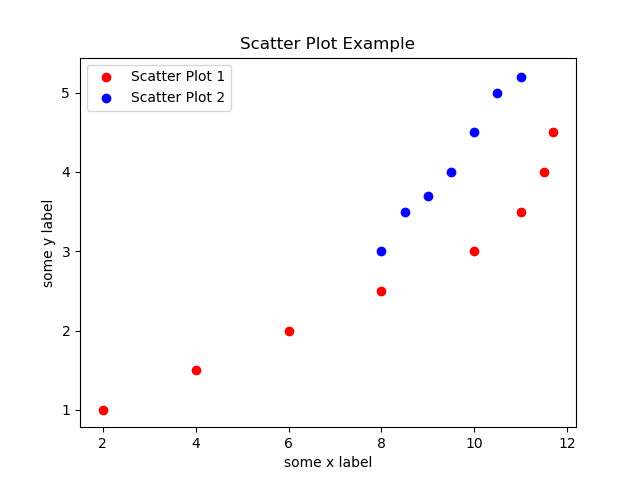 Scatter Plot Example
Scatter Plot 1
Scatter Plot 2
5
4
3
2
1
some y label
2 4 6 8 10 12
some x label